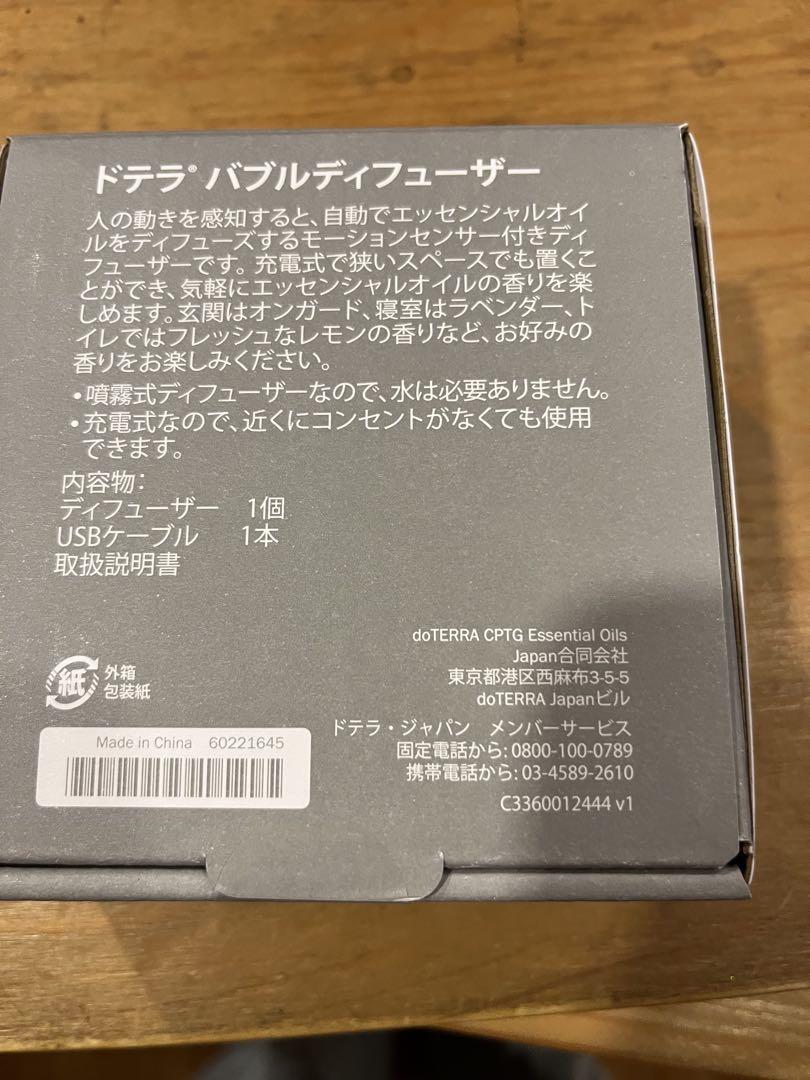 ドテラ® バブルディフューザー
人の動きを感知すると、自動でエッセンシャルオイ
ルをディフューズするモーションセンサー付きディ
フューザーです。充電式で狭いスペースでも置くこ
とができ、気軽にエッセンシャルオイルの香りを楽
しめます。玄関はオンガード、寝室はラベンダー、ト
イレではフレッシュなレモンの香りなど、お好みの
香りをお楽しみください。
•噴霧式ディフューザーなので、水は必要ありません。
•充電式なので、近くにコンセントがなくても使用
できます。
内容物：
ディフューザー　1個
USBケーブル　1本
取扱説明書
doTERRA CPTG Essential Oils
Japan合同会社
東京都港区西麻布3-5-5
doTERRA Japanビル
紙
外箱
包装紙
ドテラ・ジャパン　メンバーサービス
固定電話から: 0800-100-0789
携帯電話から: 03-4589-2610
Made in China 60221645
C3360012444 v1